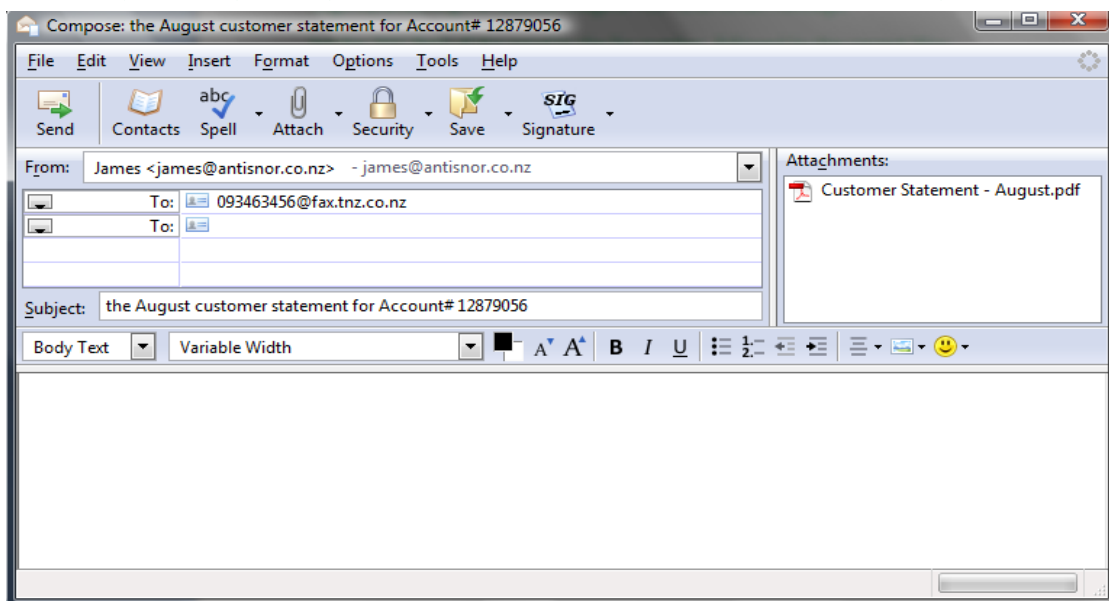 Compose: the August customer statement for Account# 12879056
File Edit View Insert Format Options Tools Help
abc SIG
Send Contacts Spell Attach Security Save Signature
From: James <james@antisnor.co.nz> - james@antisnor.co.nz
Attachments:
To: 093463456@fax.tnz.co.nz
Customer Statement - August.pdf
To:
Subject: the August customer statement for Account# 12879056
Body Text Variable Width A A B I U